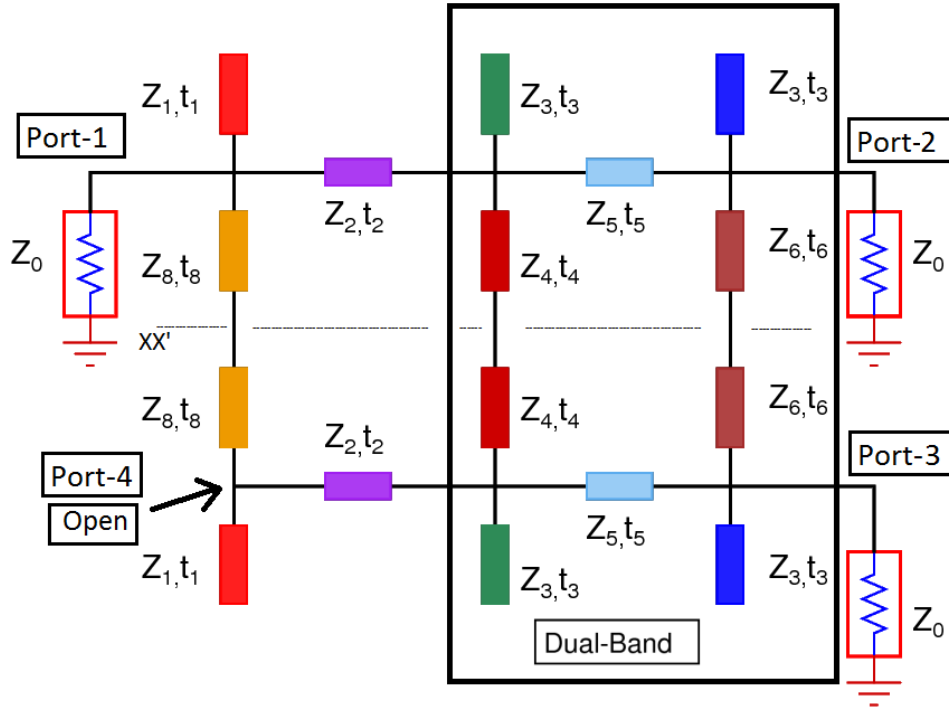 Z₁,t₁
Z₃,t₃
Z₃,t₃
Port-1
Port-2
Z₂,t₂
Z₅,t₅
Z₀
Z₈,t₈
Z₄,t₄
Z₆,t₆
Z₀
XX'
Z₈,t₈
Z₄,t₄
Z₆,t₆
Z₂,t₂
Port-3
Port-4
Open
Z₅,t₅
Z₁,t₁
Z₃,t₃
Z₃,t₃
Z₀
Dual-Band